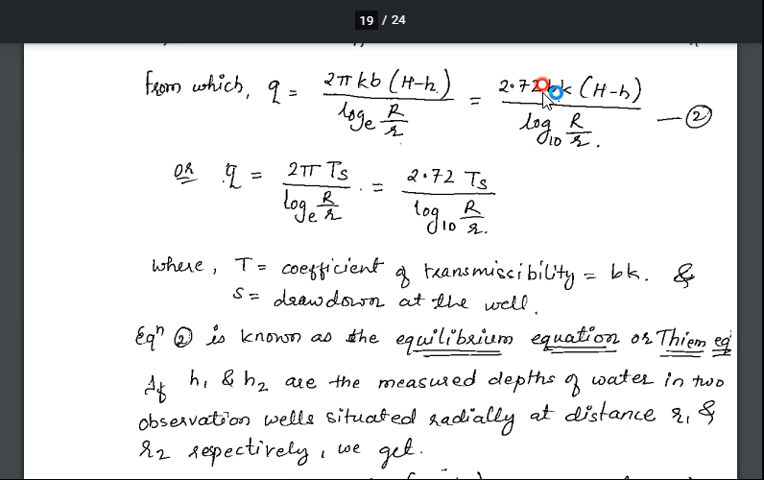 19 / 24
from which, q = 2π kb (H-h) / logₑ R/r = 2.72 bk (H-h) / log₁₀ R/r. — ②
or q = 2π Ts / logₑ R/r = 2.72 Ts / log₁₀ R/r.
where, T = coefficient of transmissibility = bk. &
s = drawdown at the well.
Eqⁿ ② is known as the equilibrium equation or Thiem eq
If h₁ & h₂ are the measured depths of water in two
observation wells situated radially at distance r₁ &
r₂ respectively, we get.